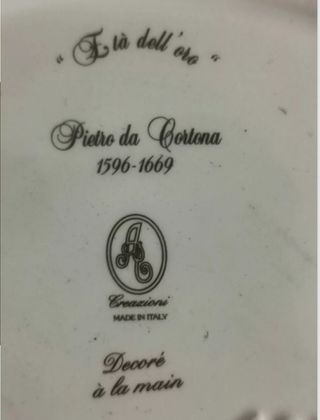 "Età dell'oro"
Pietro da Cortona
1596-1669
Creazioni
MADE IN ITALY
Decoré
à la main